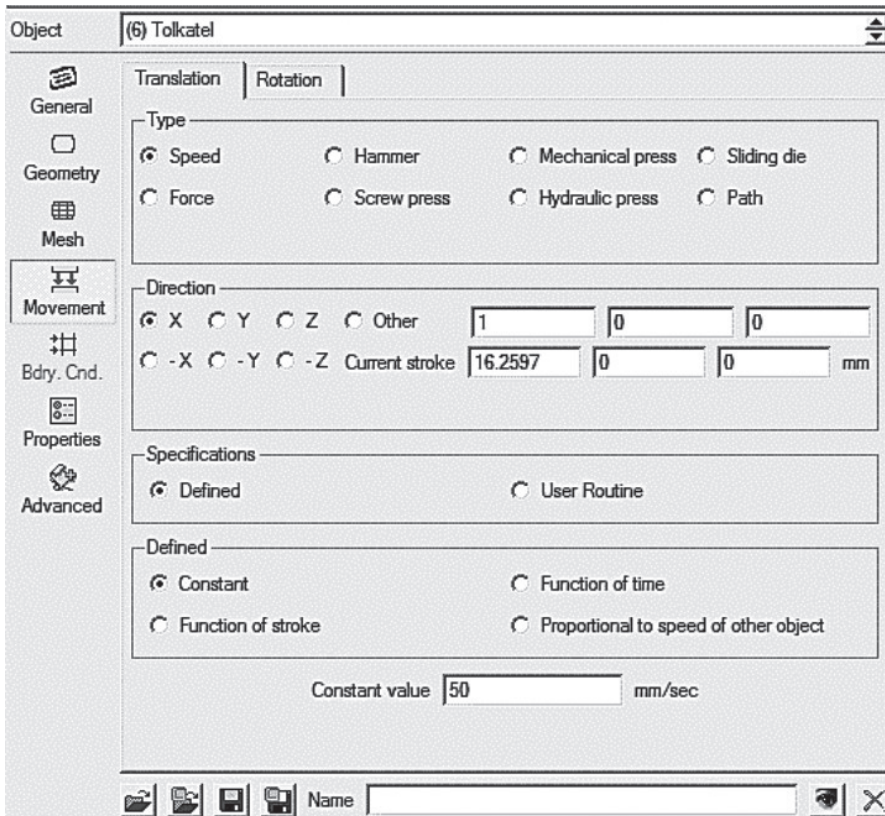 Object (6) Tolkatel
General
Geometry
Mesh
Movement
Bdry. Cnd.
Properties
Advanced
Translation Rotation
Type
Speed Hammer Mechanical press Sliding die
Force Screw press Hydraulic press Path
Direction
X Y Z Other 1 0 0
-X -Y -Z Current stroke 16.2597 0 0 mm
Specifications
Defined User Routine
Defined
Constant Function of time
Function of stroke Proportional to speed of other object
Constant value 50 mm/sec
Name